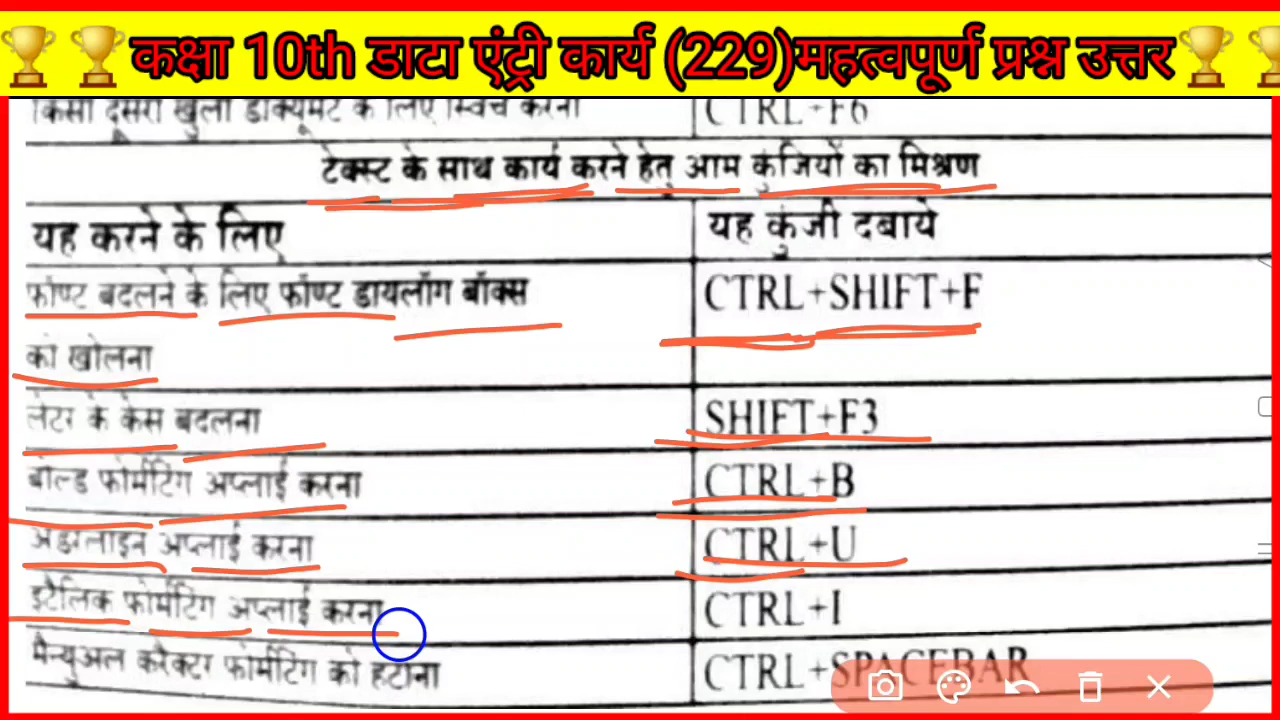 कक्षा 10th डाटा एंट्री कार्य (229)महत्वपूर्ण प्रश्न उत्तर
किसी दूसरी खुली डॉक्यूमेंट के लिए स्विच करना CTRL+F6
टेक्स्ट के साथ कार्य करने हेतु आम कुंजियों का मिश्रण
यह करने के लिए यह कुंजी दबाये
फॉण्ट बदलने के लिए फॉण्ट डायलॉग बॉक्स CTRL+SHIFT+F
को खोलना
लेटर के केस बदलना SHIFT+F3
बोल्ड फोर्मेटिंग अप्लाई करना CTRL+B
अंडरलाइन अप्लाई करना CTRL+U
इटैलिक फोर्मेटिंग अप्लाई करना CTRL+I
मैन्युअल करैक्टर फोर्मेटिंग को हटाना CTRL+SPACEBAR